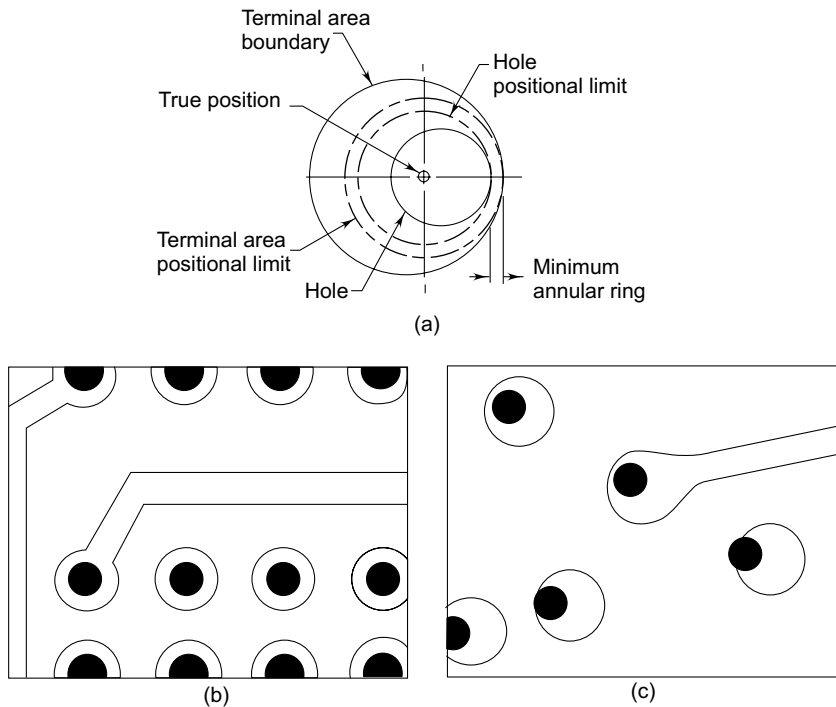 Terminal area
boundary
Hole
positional limit
True position
Terminal area
positional limit
Hole
Minimum
annular ring
(a)
(b)
(c)